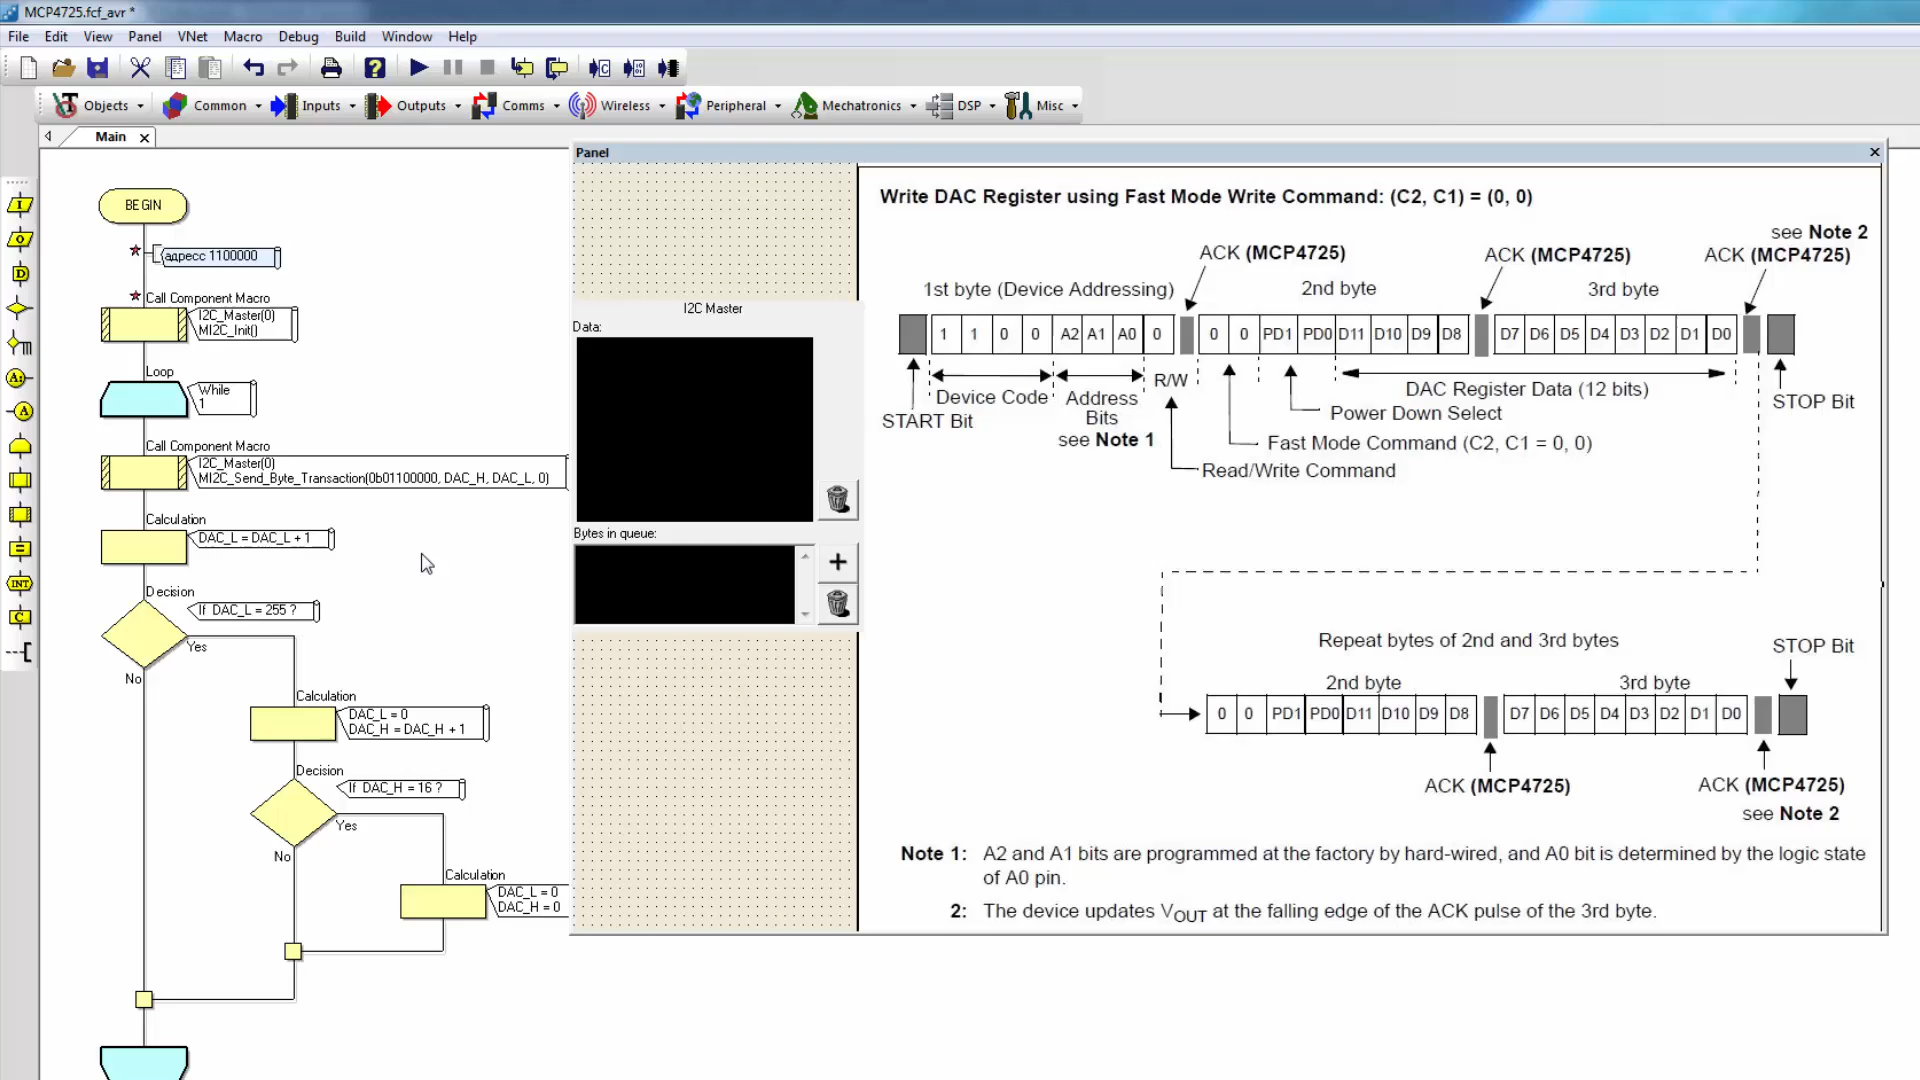 MCP4725.fcf_avr *
File Edit View Panel VNet Macro Debug Build Window Help
Objects Common Inputs Outputs Comms Wireless Peripheral Mechatronics DSP Misc
Main
BEGIN
адресс 1100000
Call Component Macro
I2C_Master(0)
MI2C_Init()
Loop
While
1
Call Component Macro
I2C_Master(0)
MI2C_Send_Byte_Transaction(0b01100000, DAC_H, DAC_L, 0)
Calculation
DAC_L = DAC_L + 1
Decision
If DAC_L = 255 ?
Yes
No
Calculation
DAC_L = 0
DAC_H = DAC_H + 1
Decision
If DAC_H = 16 ?
Yes
No
Calculation
DAC_L = 0
DAC_H = 0
I
O
D
A:
A
=
INT
C
Panel
I2C Master
Data:
Bytes in queue:
Write DAC Register using Fast Mode Write Command: (C2, C1) = (0, 0)
see Note 2
ACK (MCP4725) ACK (MCP4725) ACK (MCP4725)
1st byte (Device Addressing) 2nd byte 3rd byte
1 1 0 0 A2 A1 A0 0 0 0 PD1 PD0 D11 D10 D9 D8 D7 D6 D5 D4 D3 D2 D1 D0
START Bit
Device Code
Address
Bits
see Note 1
R/W
DAC Register Data (12 bits)
STOP Bit
Power Down Select
Fast Mode Command (C2, C1 = 0, 0)
Read/Write Command
Repeat bytes of 2nd and 3rd bytes
STOP Bit
2nd byte 3rd byte
0 0 PD1 PD0 D11 D10 D9 D8 D7 D6 D5 D4 D3 D2 D1 D0
ACK (MCP4725) ACK (MCP4725)
see Note 2
Note 1: A2 and A1 bits are programmed at the factory by hard-wired, and A0 bit is determined by the logic state
of A0 pin.
2: The device updates VOUT at the falling edge of the ACK pulse of the 3rd byte.